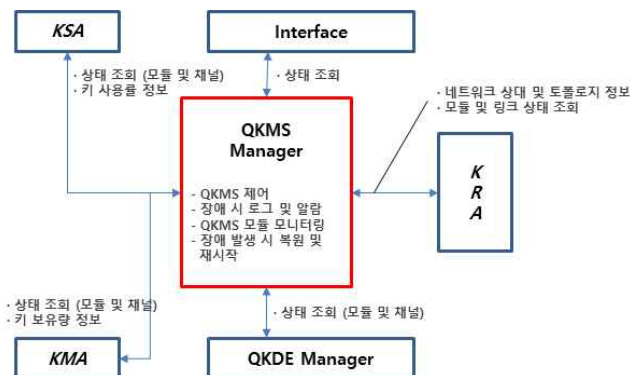 KSA
Interface
· 상태 조회 (모듈 및 채널)
· 키 사용률 정보
· 상태 조회
· 네트워크 상대 및 토폴로지 정보
· 모듈 및 링크 상태 조회
QKMS
Manager
- QKMS 제어
- 장애 시 로그 및 알람
- QKMS 모듈 모니터링
- 장애 발생 시 복원 및
재시작
K
R
A
· 상태 조회 (모듈 및 채널)
· 키 보유량 정보
· 상태 조회 (모듈 및 채널)
KMA
QKDE Manager